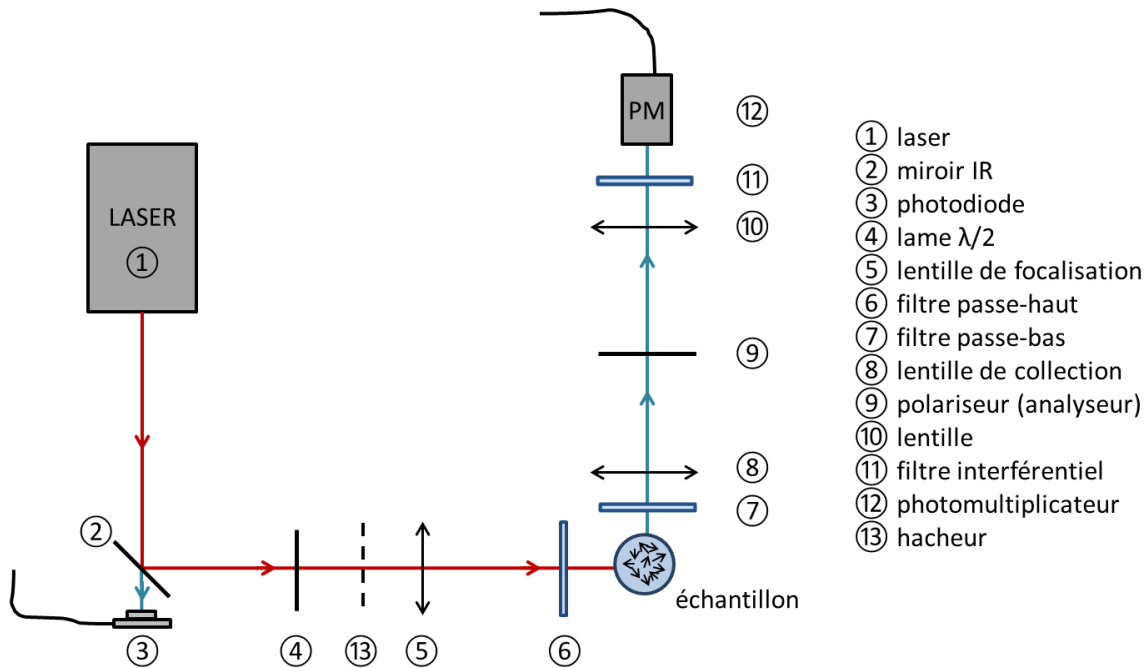 PM
⑫
⑪
⑩
LASER
①
⑨
⑧
⑦
②
échantillon
③
④
⑬
⑤
⑥
① laser
② miroir IR
③ photodiode
④ lame λ/2
⑤ lentille de focalisation
⑥ filtre passe-haut
⑦ filtre passe-bas
⑧ lentille de collection
⑨ polariseur (analyseur)
⑩ lentille
⑪ filtre interférentiel
⑫ photomultiplicateur
⑬ hacheur